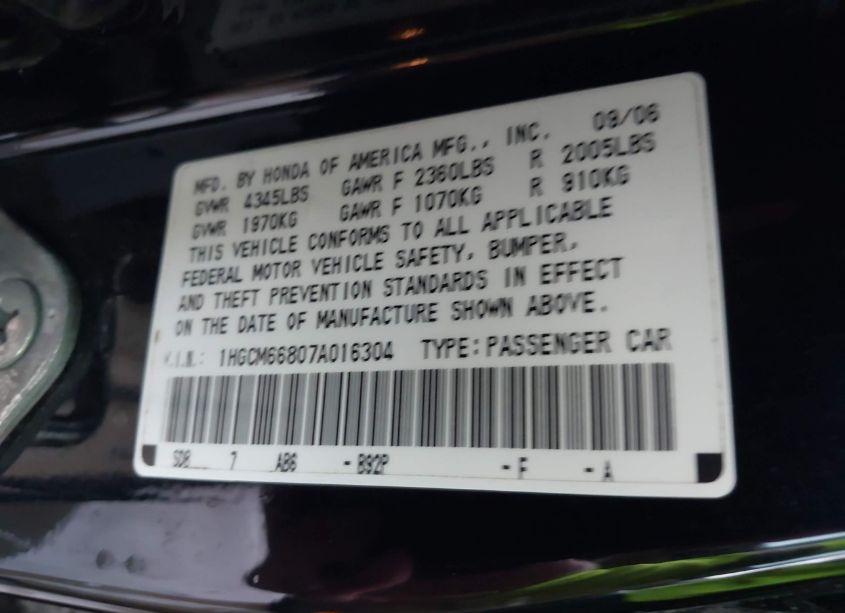 MFD. BY HONDA OF AMERICA MFG., INC. 09/06
GVWR 4345LBS GAWR F 2360LBS R 2005LBS
GVWR 1970KG GAWR F 1070KG R 910KG
THIS VEHICLE CONFORMS TO ALL APPLICABLE
FEDERAL MOTOR VEHICLE SAFETY, BUMPER,
AND THEFT PREVENTION STANDARDS IN EFFECT
ON THE DATE OF MANUFACTURE SHOWN ABOVE.
V.I.N.: 1HGCM66807A016304 TYPE:PASSENGER CAR
SD8 7 AB6 -B92P -F -A